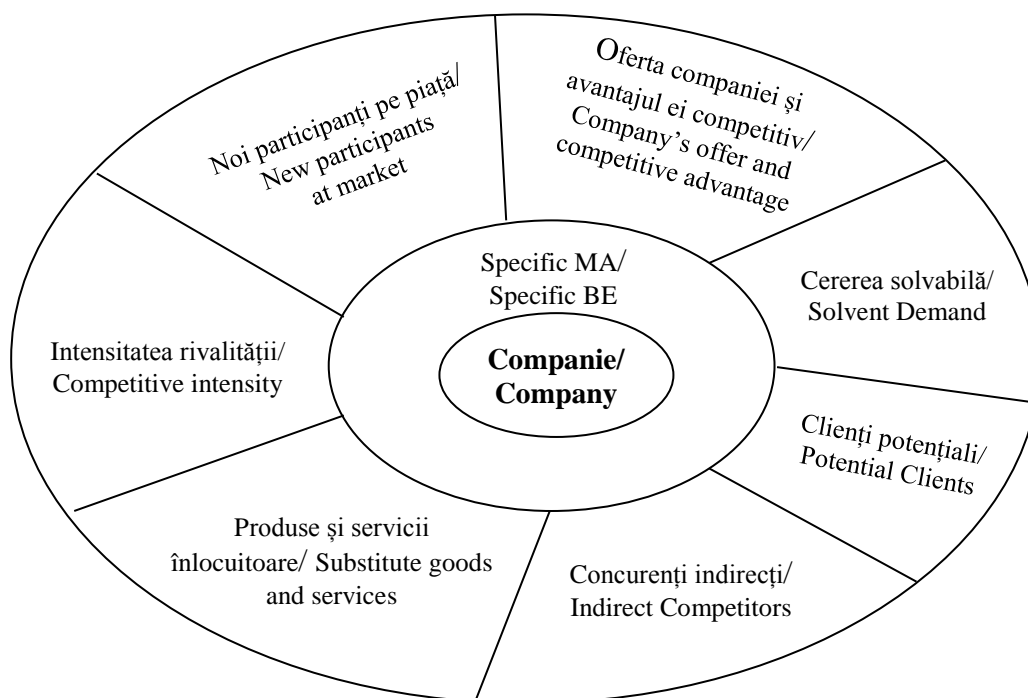 Noi participanți pe piață/
New participants
at market
Oferta companiei și
avantajul ei competitiv/
Company’s offer and
competitive advantage
Specific MA/
Specific BE
Cererea solvabilă/
Solvent Demand
Intensitatea rivalității/
Competitive intensity
Companie/
Company
Clienți potențiali/
Potential Clients
Produse și servicii
înlocuitoare/ Substitute goods
and services
Concurenți indirecți/
Indirect Competitors